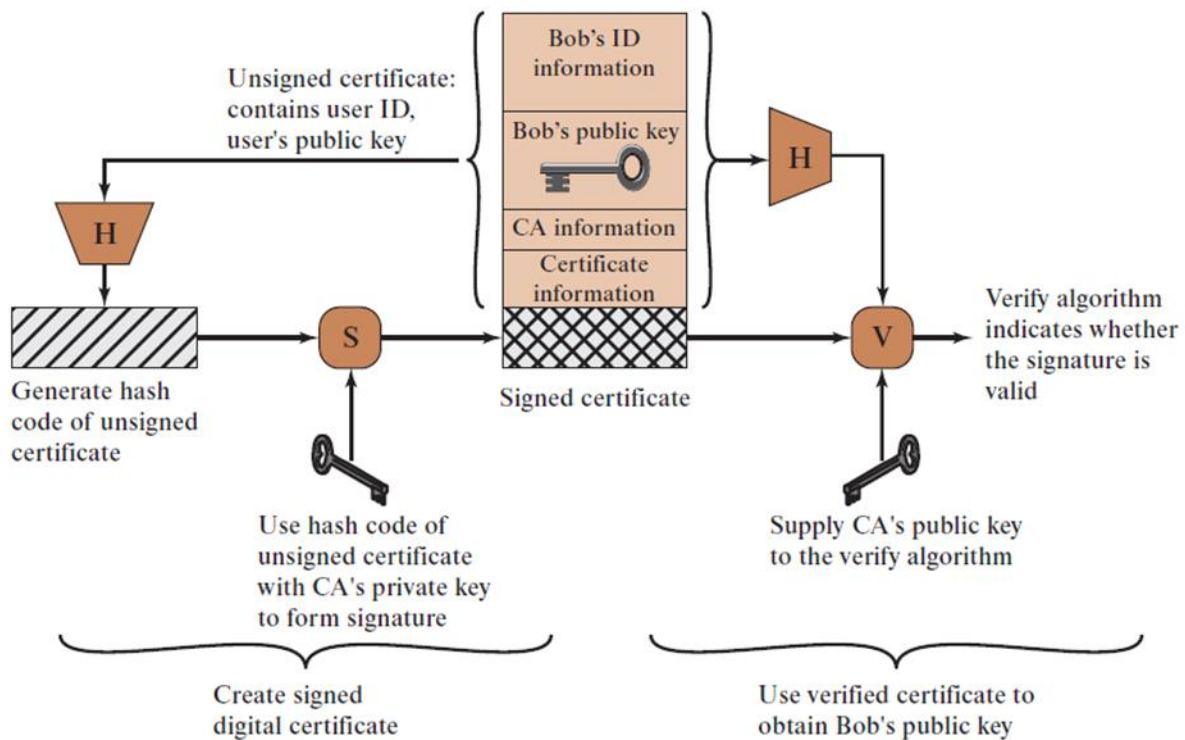 Bob's ID
information
Unsigned certificate:
contains user ID,
user's public key
Bob's public key
H
H
CA information
Certificate
information
S
V
Verify algorithm
indicates whether
the signature is
valid
Generate hash
code of unsigned
certificate
Signed certificate
Use hash code of
unsigned certificate
with CA's private key
to form signature
Supply CA's public key
to the verify algorithm
Create signed
digital certificate
Use verified certificate to
obtain Bob's public key